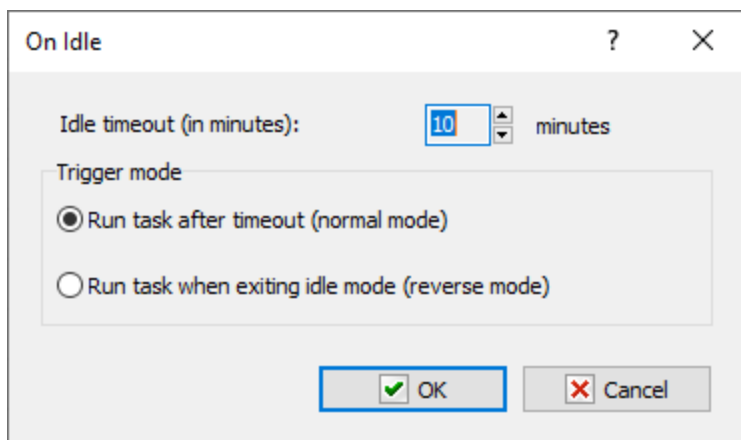 On Idle ?
Idle timeout (in minutes): 10 minutes
Trigger mode
Run task after timeout (normal mode)
Run task when exiting idle mode (reverse mode)
OK Cancel